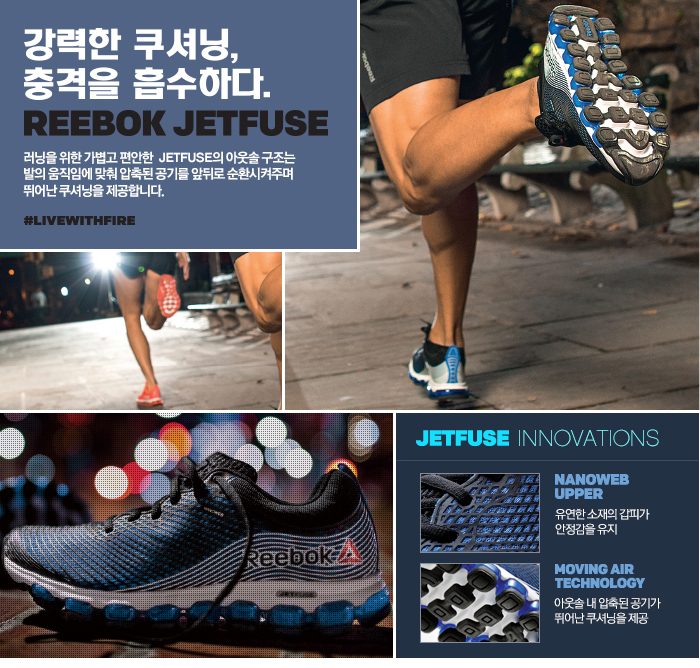 강력한 쿠셔닝,
충격을 흡수하다.
REEBOK JETFUSE
러닝을 위한 가볍고 편안한 JETFUSE의 아웃솔 구조는
발의 움직임에 맞춰 압축된 공기를 앞뒤로 순환시켜주며
뛰어난 쿠셔닝을 제공합니다.
#LIVEWITHFIRE
Reebok
JETFUSE INNOVATIONS
NANOWEB
UPPER
유연한 소재의 갑피가
안정감을 유지
MOVING AIR
TECHNOLOGY
아웃솔 내 압축된 공기가
뛰어난 쿠셔닝을 제공